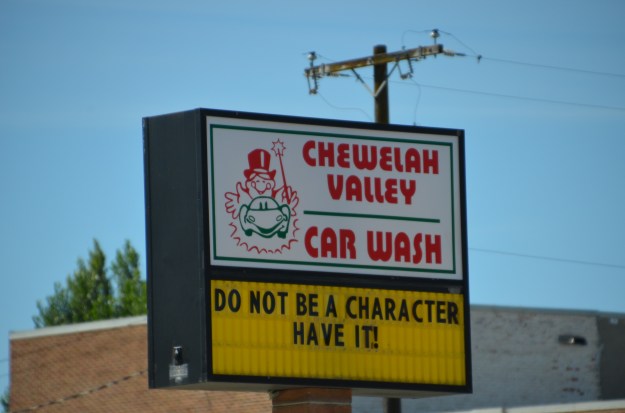 CHEWELAH
VALLEY
CAR WASH
DO NOT BE A CHARACTER
HAVE IT!